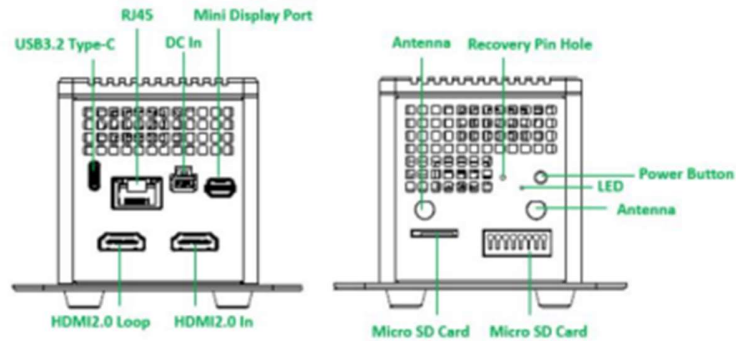 RJ45
Mini Display Port
USB3.2 Type-C
DC In
HDMI2.0 Loop
HDMI2.0 In
Antenna
Recovery Pin Hole
Power Button
LED
Antenna
Micro SD Card
Micro SD Card